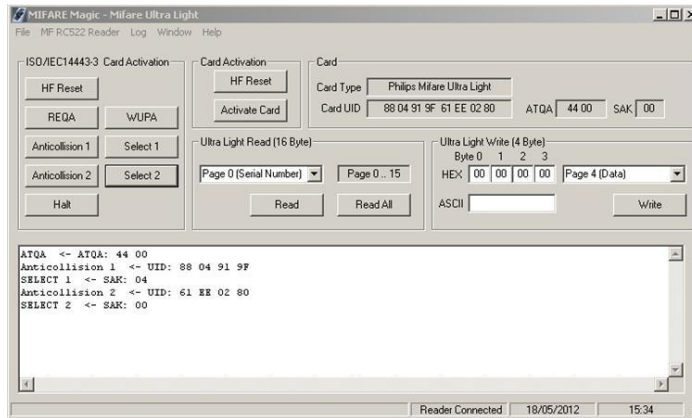 MIFARE Magic - Mifare Ultra Light
File MF RC522 Reader Log Window Help
ISO/IEC14443-3 Card Activation
HF Reset
REQA WUPA
Anticollision 1 Select 1
Anticollision 2 Select 2
Halt
Card Activation
HF Reset
Activate Card
Card
Card Type Philips Mifare Ultra Light
Card UID 88 04 91 9F 61 EE 02 80 ATQA 44 00 SAK 00
Ultra Light Read (16 Byte)
Page 0 (Serial Number) Page 0 .. 15
Read Read All
Ultra Light Write (4 Byte)
Byte 0 1 2 3
HEX 00 00 00 00 Page 4 (Data)
ASCII Write
ATQA <- ATQA: 44 00
Anticollision 1 <- UID: 88 04 91 9F
SELECT 1 <- SAK: 04
Anticollision 2 <- UID: 61 EE 02 80
SELECT 2 <- SAK: 00
Reader Connected 18/05/2012 15:34